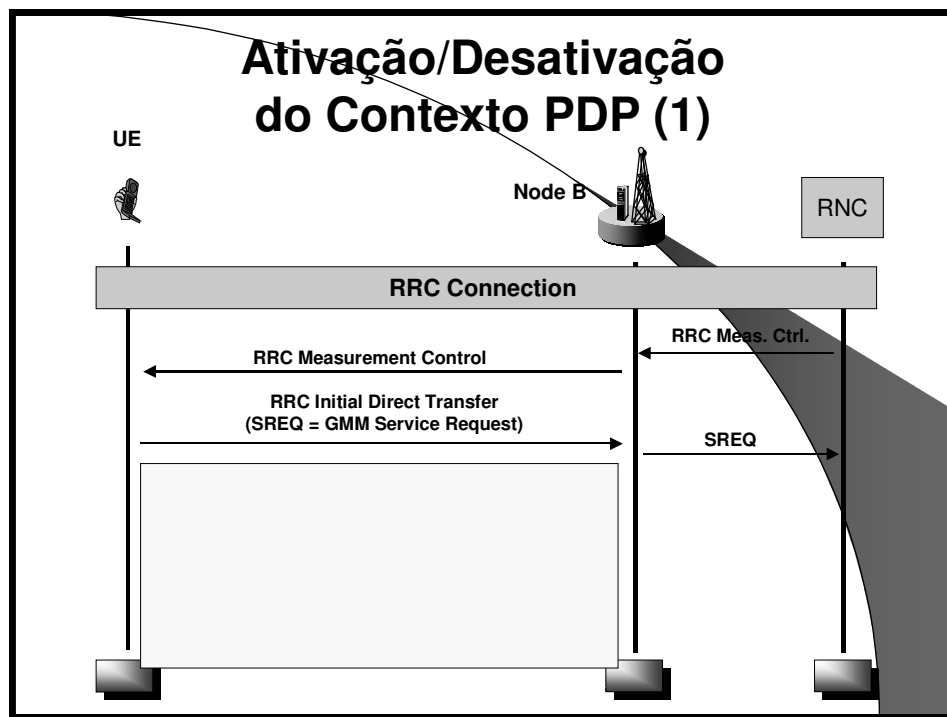 Ativação/Desativação
do Contexto PDP (1)
UE
Node B
RNC
RRC Connection
RRC Meas. Ctrl.
RRC Measurement Control
RRC Initial Direct Transfer
(SREQ = GMM Service Request)
SREQ